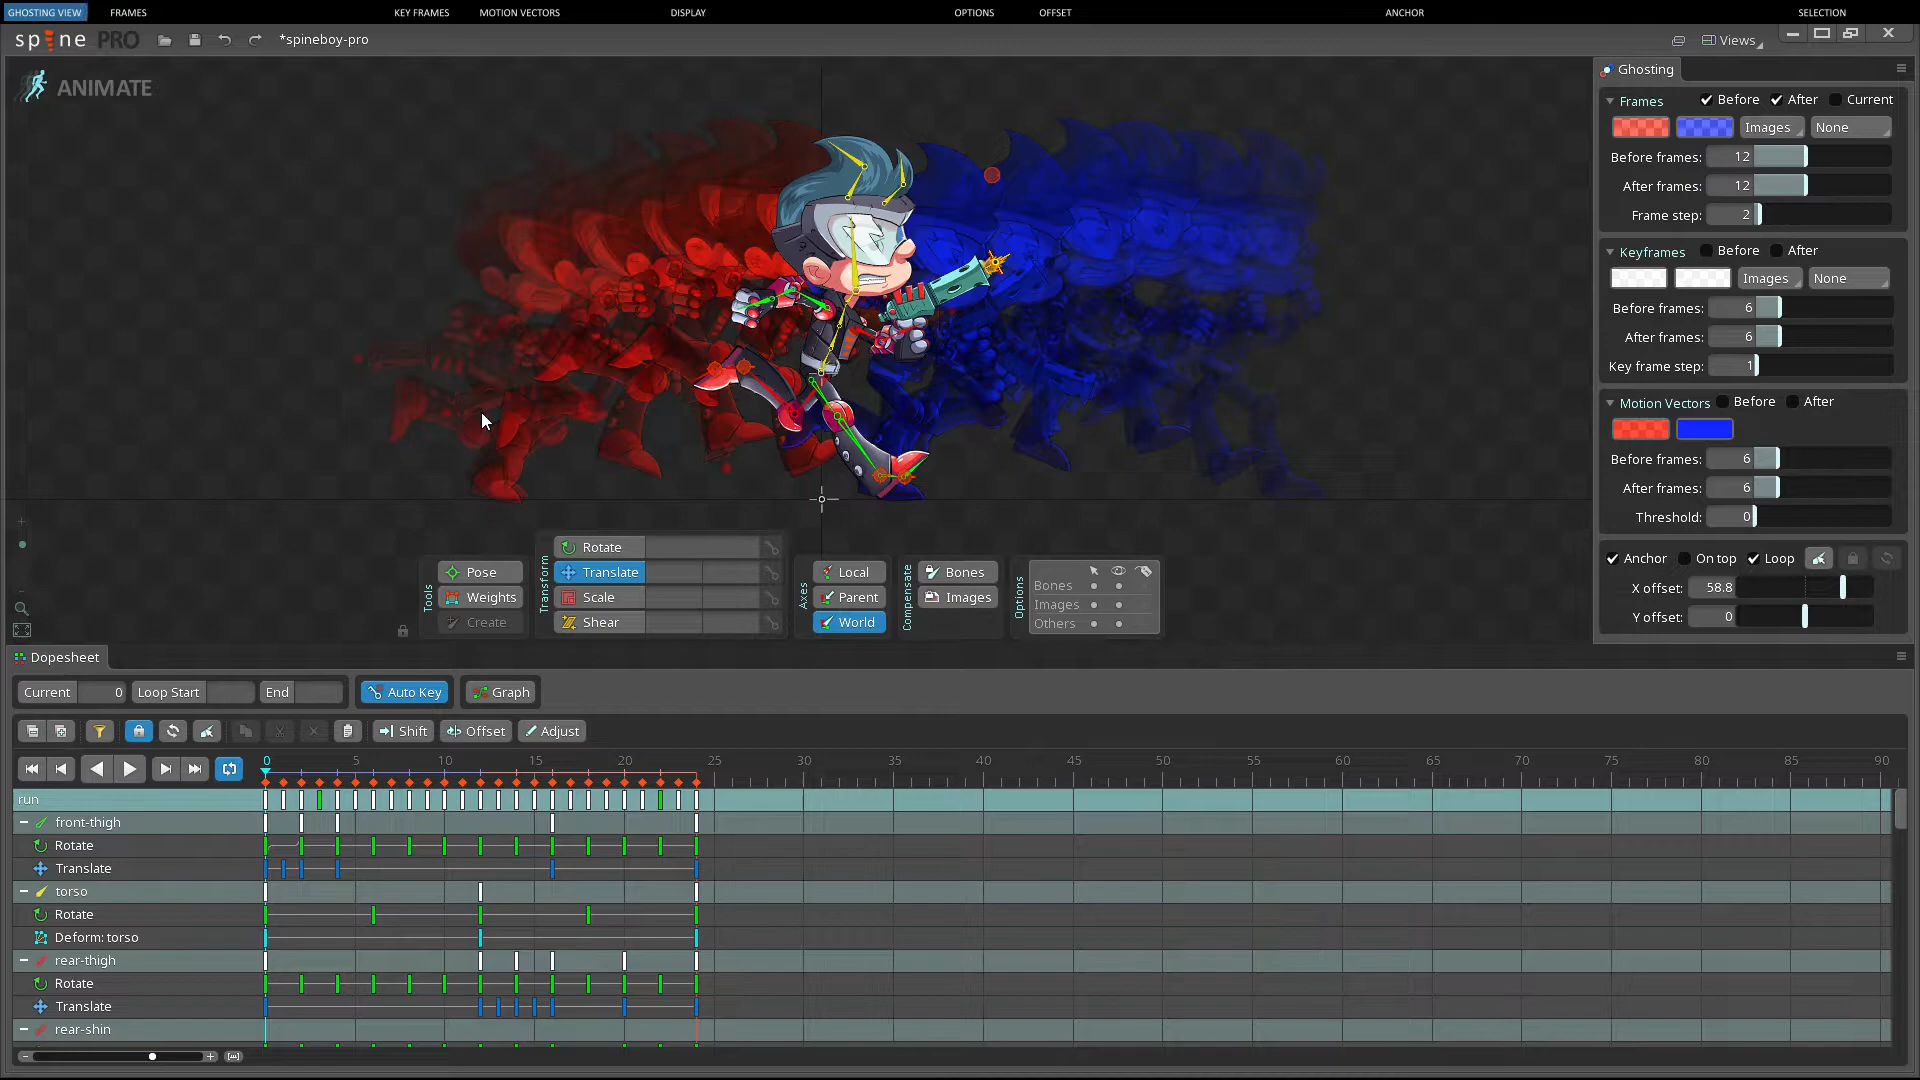 GHOSTING VIEW FRAMES KEY FRAMES MOTION VECTORS DISPLAY OPTIONS OFFSET ANCHOR SELECTION
spine PRO *spineboy-pro Views
ANIMATE
Ghosting
Frames Before After Current
Images None
Before frames: 12
After frames: 12
Frame step: 2
Keyframes Before After
Images None
Before frames: 6
After frames: 6
Key frame step: 1
Motion Vectors Before After
Before frames: 6
After frames: 6
Threshold: 0
Anchor On top Loop
X offset: 58.8
Y offset: 0
Tools
Pose
Weights
Create
Transform
Rotate
Translate
Scale
Shear
Axes
Local
Parent
World
Compensate
Bones
Images
Options
Bones
Images
Others
Dopesheet
Current 0 Loop Start End Auto Key Graph
Shift Offset Adjust
0 5 10 15 20 25 30 35 40 45 50 55 60 65 70 75 80 85 90
run
front-thigh
Rotate
Translate
torso
Rotate
Deform: torso
rear-thigh
Rotate
Translate
rear-shin